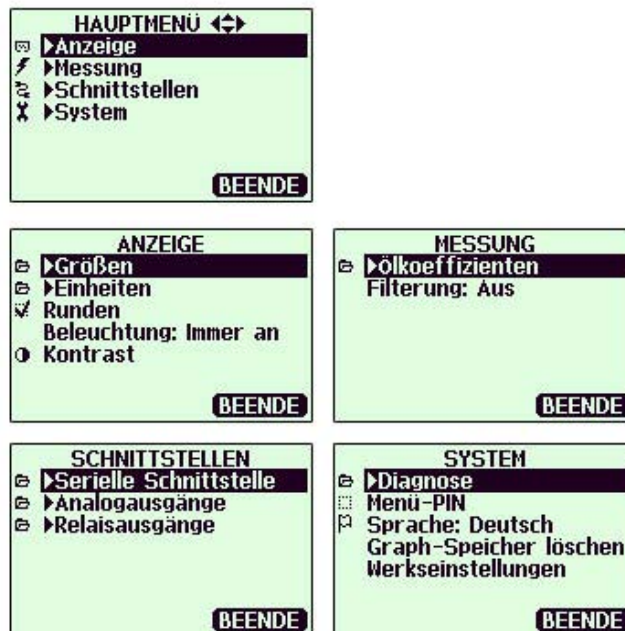 HAUPTMENÜ
Anzeige
Messung
Schnittstellen
System
BEENDE
ANZEIGE
Größen
Einheiten
Runden
Beleuchtung: Immer an
Kontrast
BEENDE
MESSUNG
Ölkoeffizienten
Filterung: Aus
BEENDE
SCHNITTSTELLEN
Serielle Schnittstelle
Analogausgänge
Relaisausgänge
BEENDE
SYSTEM
Diagnose
Menü-PIN
Sprache: Deutsch
Graph-Speicher löschen
Werkseinstellungen
BEENDE